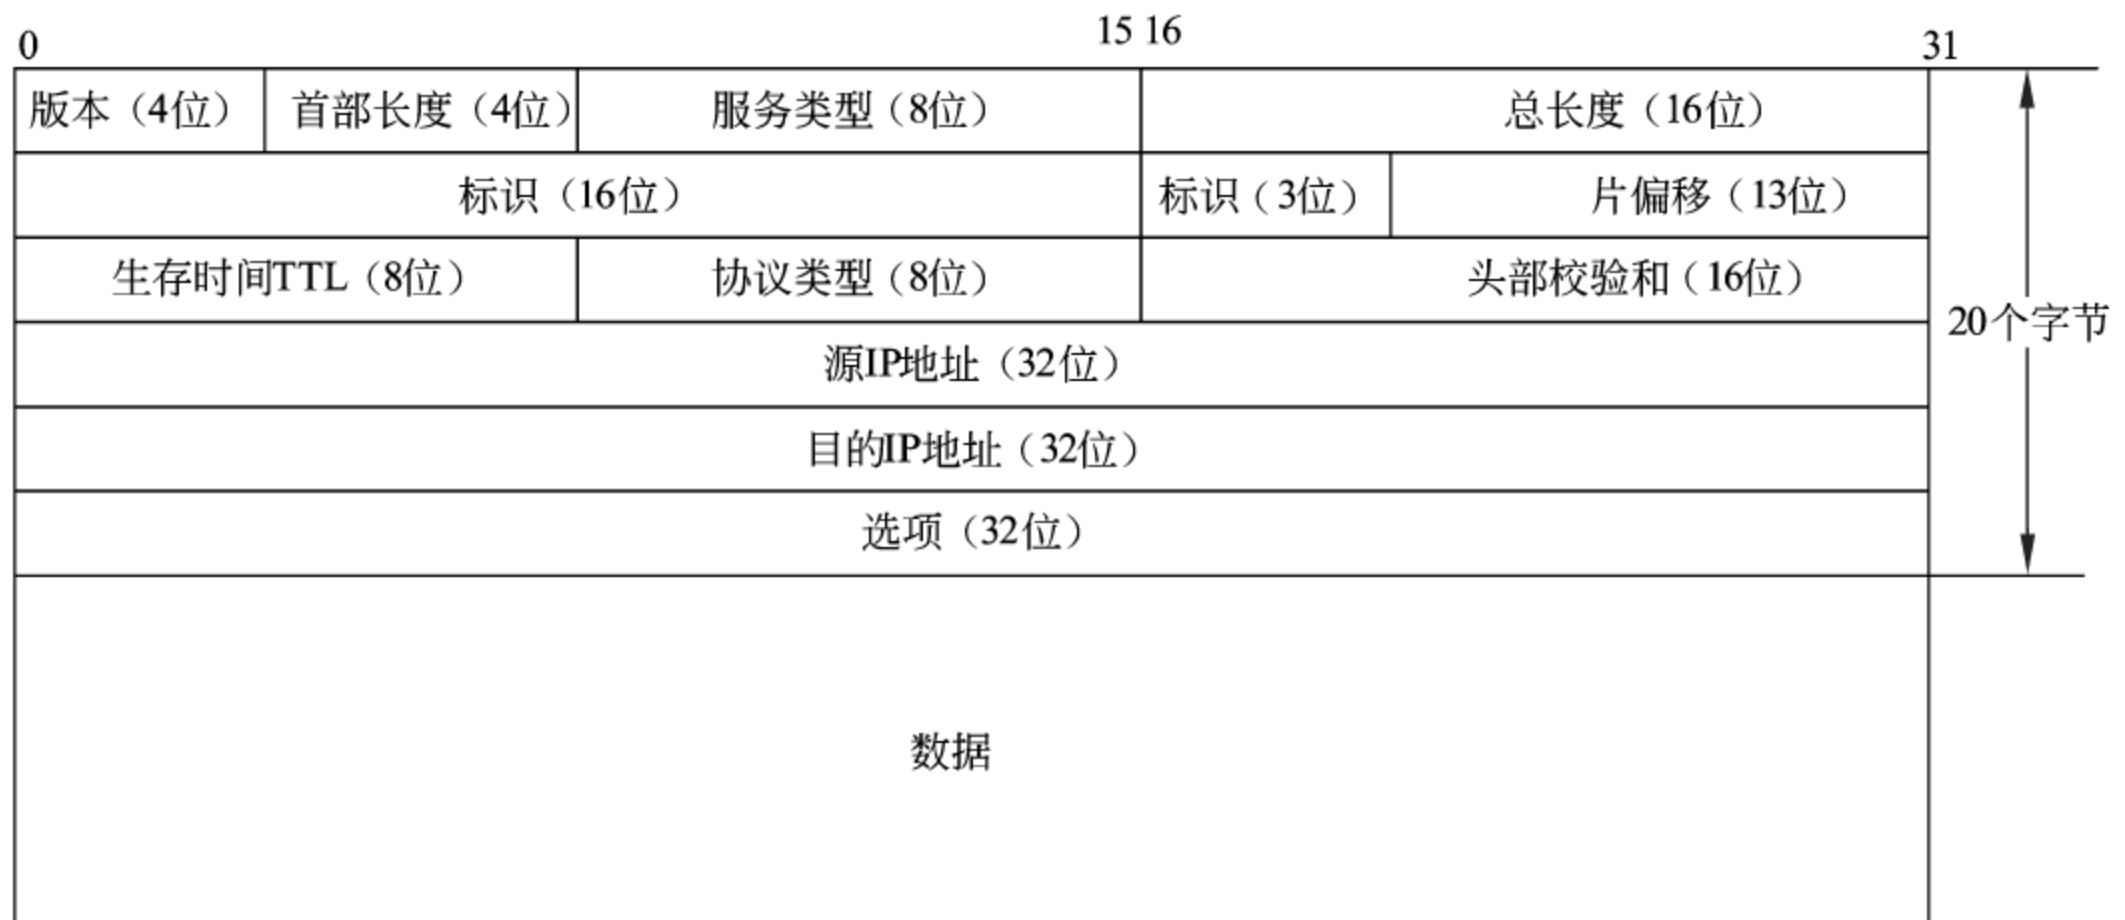 0 15 16 31
版本（4位） 首部长度（4位） 服务类型（8位） 总长度（16位）
标识（16位） 标识（3位） 片偏移（13位）
生存时间TTL（8位） 协议类型（8位） 头部校验和（16位）
20个字节
源IP地址（32位）
目的IP地址（32位）
选项（32位）
数据